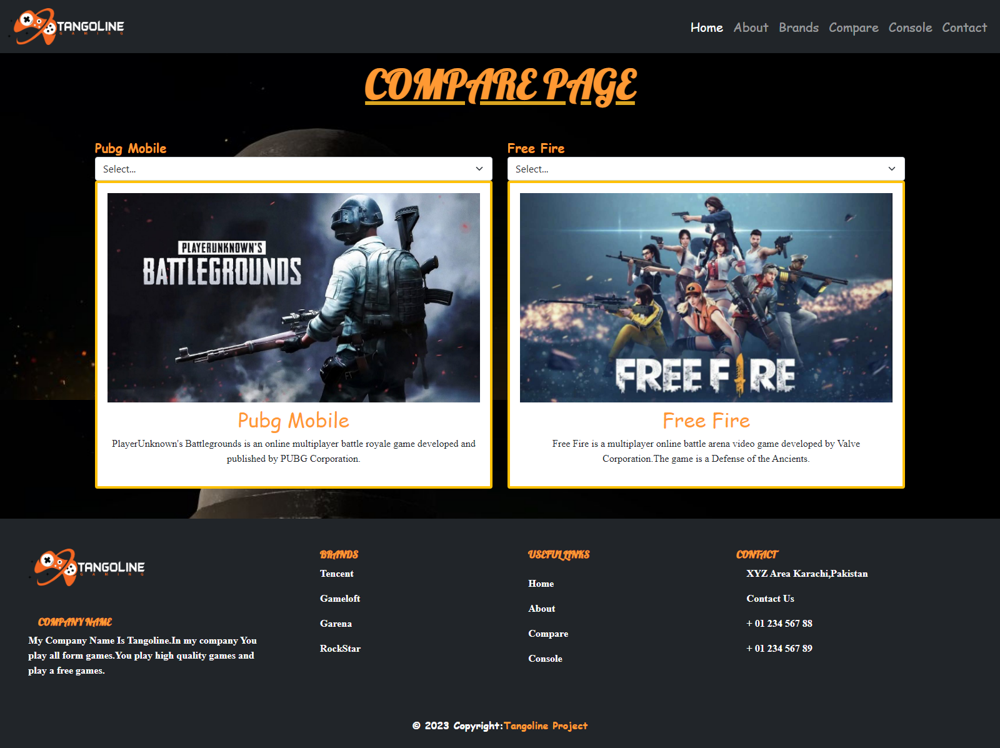 TANGOLINE
GAMING
Home About Brands Compare Console Contact
COMPARE PAGE
Pubg Mobile
Select...
PLAYERUNKNOWN'S
BATTLEGROUNDS
Pubg Mobile
PlayerUnknown's Battlegrounds is an online multiplayer battle royale game developed and
published by PUBG Corporation.
Free Fire
Select...
FREE FIRE
Free Fire
Free Fire is a multiplayer online battle arena video game developed by Valve
Corporation.The game is a Defense of the Ancients.
TANGOLINE
GAMING
COMPANY NAME
My Company Name Is Tangoline.In my company You
play all form games.You play high quality games and
play a free games.
BRANDS
Tencent
Gameloft
Garena
RockStar
USEFUL LINKS
Home
About
Compare
Console
CONTACT
XYZ Area Karachi,Pakistan
Contact Us
+ 01 234 567 88
+ 01 234 567 89
© 2023 Copyright:Tangoline Project